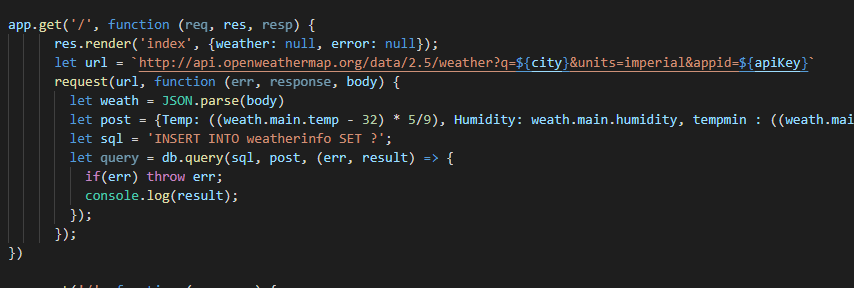 app.get('/', function (req, res, resp) {
res.render('index', {weather: null, error: null});
let url = `http://api.openweathermap.org/data/2.5/weather?q=${city}&units=imperial&appid=${apiKey}`
request(url, function (err, response, body) {
let weath = JSON.parse(body)
let post = {Temp: ((weath.main.temp - 32) * 5/9), Humidity: weath.main.humidity, tempmin : ((weath.mai
let sql = 'INSERT INTO weatherinfo SET ?';
let query = db.query(sql, post, (err, result) => {
if(err) throw err;
console.log(result);
});
});
})